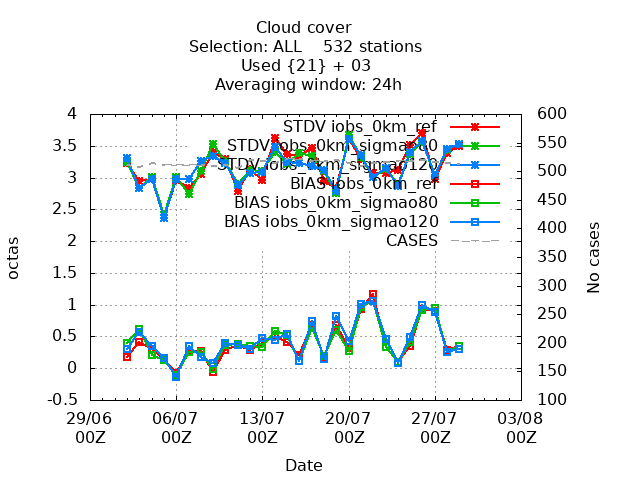 Cloud cover
Selection: ALL    532 stations
Used {21} + 03
Averaging window: 24h
4
3.5
3
2.5
2
1.5
1
0.5
0
-0.5
octas
STDV iobs_0km_ref
STDV iobs_0km_sigmao80
STDV iobs_0km_sigmao120
BIAS iobs_0km_ref
BIAS iobs_0km_sigmao80
BIAS iobs_0km_sigmao120
CASES
600
550
500
450
400
350
300
250
200
150
100
No cases
29/06 06/07 13/07 20/07 27/07 03/08
00Z 00Z 00Z 00Z 00Z 00Z
Date